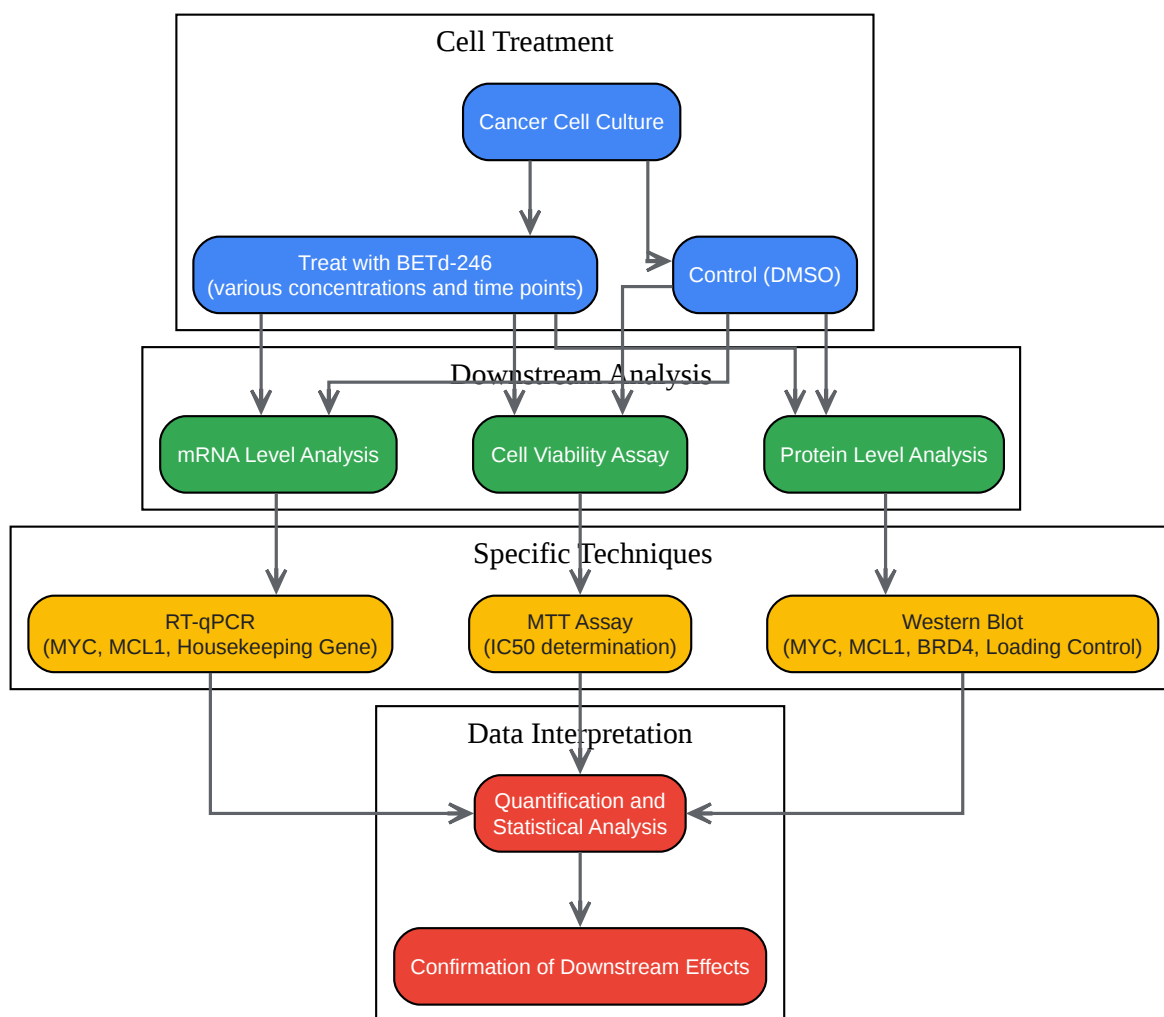 Cell Treatment
Cancer Cell Culture
Treat with BETd-246
(various concentrations and time points)
Control (DMSO)
Downstream Analysis
mRNA Level Analysis
Cell Viability Assay
Protein Level Analysis
Specific Techniques
RT-qPCR
(MYC, MCL1, Housekeeping Gene)
MTT Assay
(IC50 determination)
Western Blot
(MYC, MCL1, BRD4, Loading Control)
Data Interpretation
Quantification and
Statistical Analysis
Confirmation of Downstream Effects